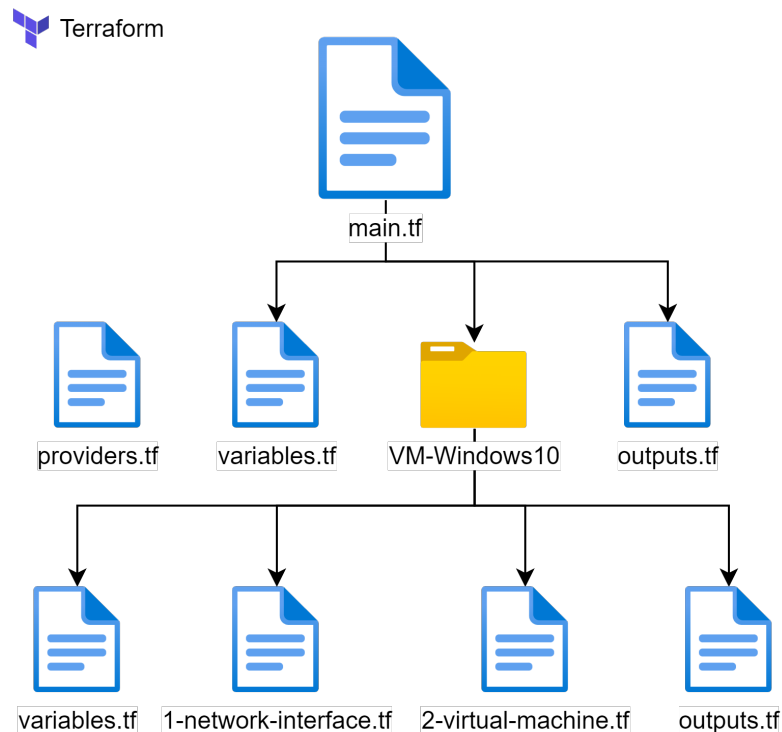 Terraform
main.tf
providers.tf
variables.tf
VM-Windows10
outputs.tf
variables.tf
1-network-interface.tf
2-virtual-machine.tf
outputs.tf